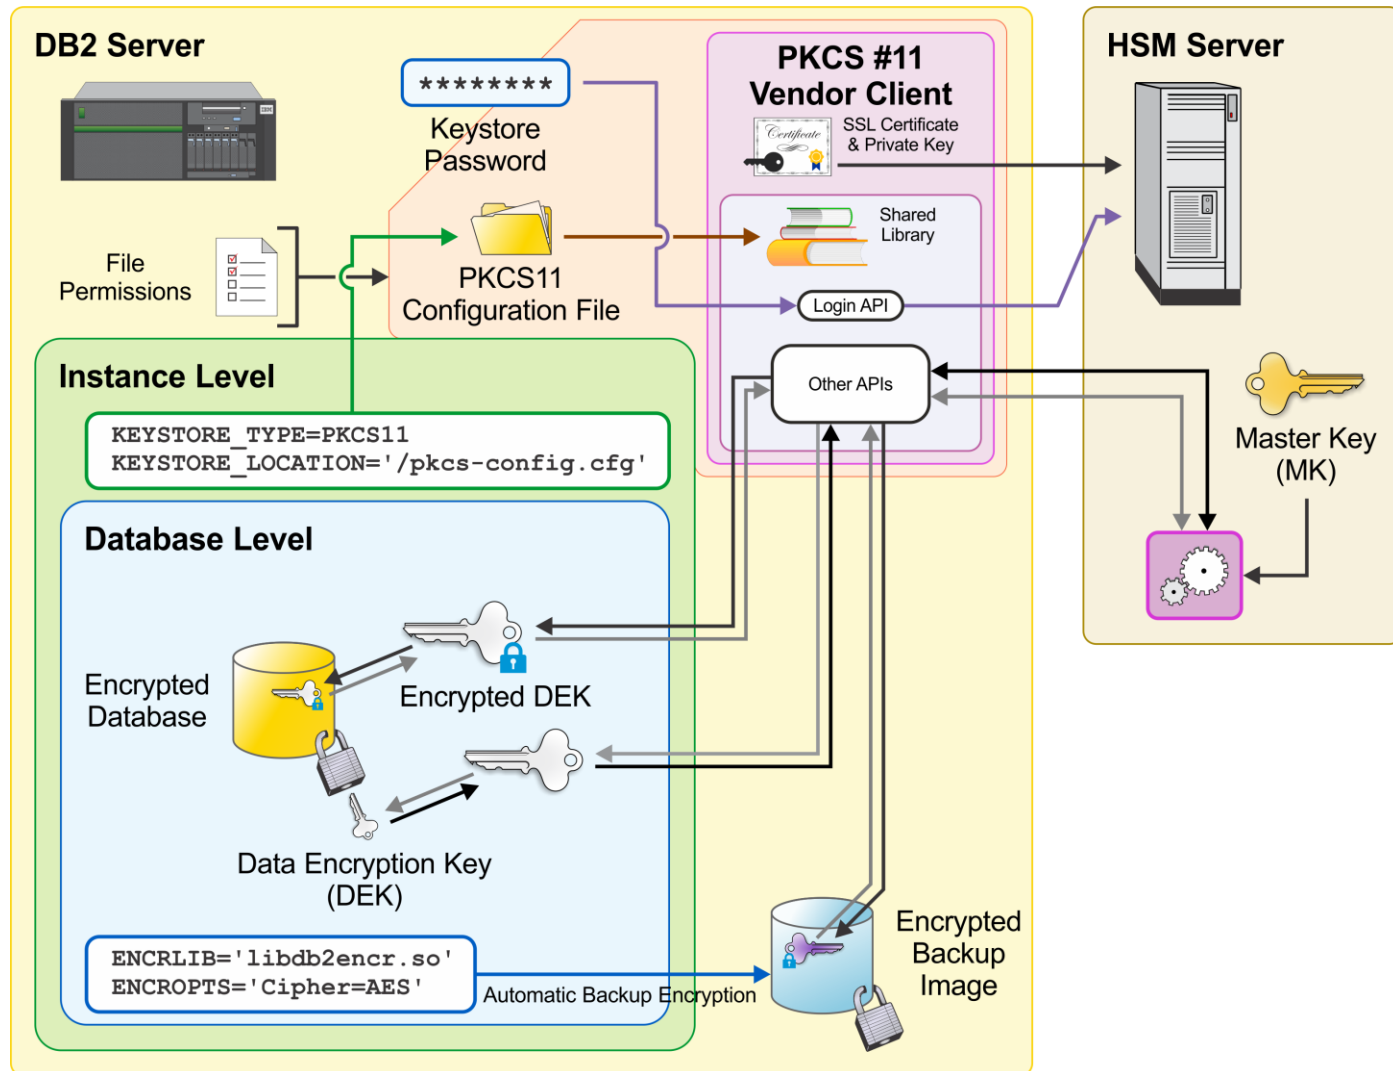 DB2 Server
IBM
********
Keystore
Password
PKCS #11
Vendor Client
Certificate
SSL Certificate
& Private Key
HSM Server
File
Permissions
PKCS11
Configuration File
Shared
Library
Login API
Other APIs
Master Key
(MK)
Instance Level
KEYSTORE_TYPE=PKCS11
KEYSTORE_LOCATION='/pkcs-config.cfg'
Database Level
Encrypted
Database
Encrypted DEK
Data Encryption Key
(DEK)
ENCRLIB='libdb2encr.so'
ENCROPTS='Cipher=AES'
Automatic Backup Encryption
Encrypted
Backup
Image